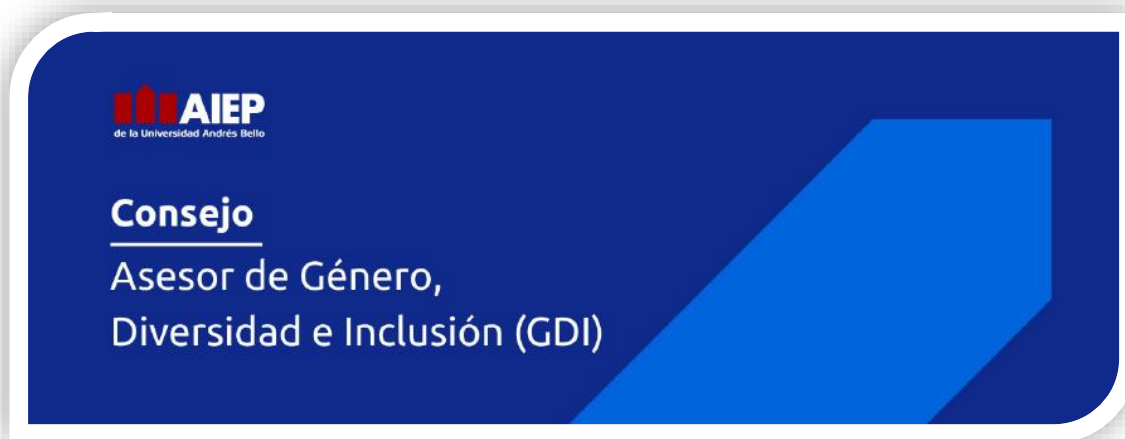 AIEP
de la Universidad Andrés Bello
Consejo
Asesor de Género,
Diversidad e Inclusión (GDI)